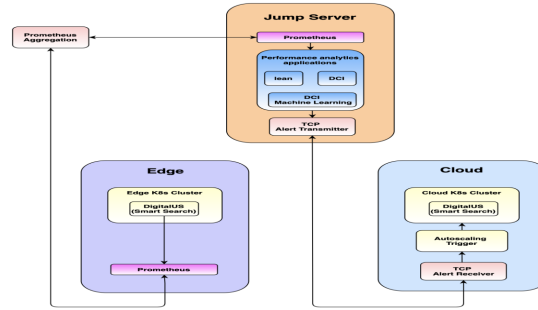 Jump Server
Prometheus
Aggregation
Prometheus
Performance analytics
applications
lean
DCI
DCI
Machine Learning
TCP
Alert Transmitter
Edge
Edge K8s Cluster
DigitalUS
(Smart Search)
Prometheus
Cloud
Cloud K8s Cluster
DigitalUS
(Smart Search)
Autoscaling
Trigger
TCP
Alert Receiver